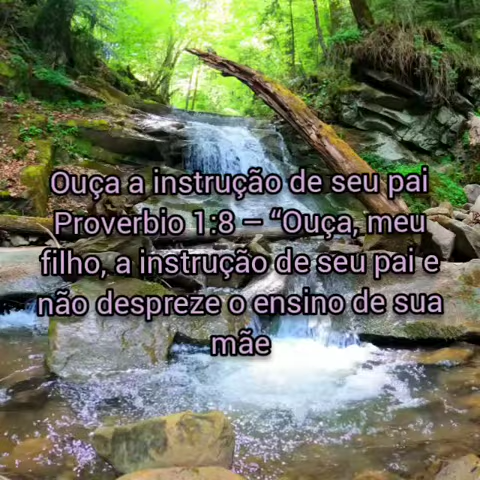 Ouça a instrução de seu pai
Proverbio 1:8 – “Ouça, meu
filho, a instrução de seu pai e
não despreze o ensino de sua
mãe